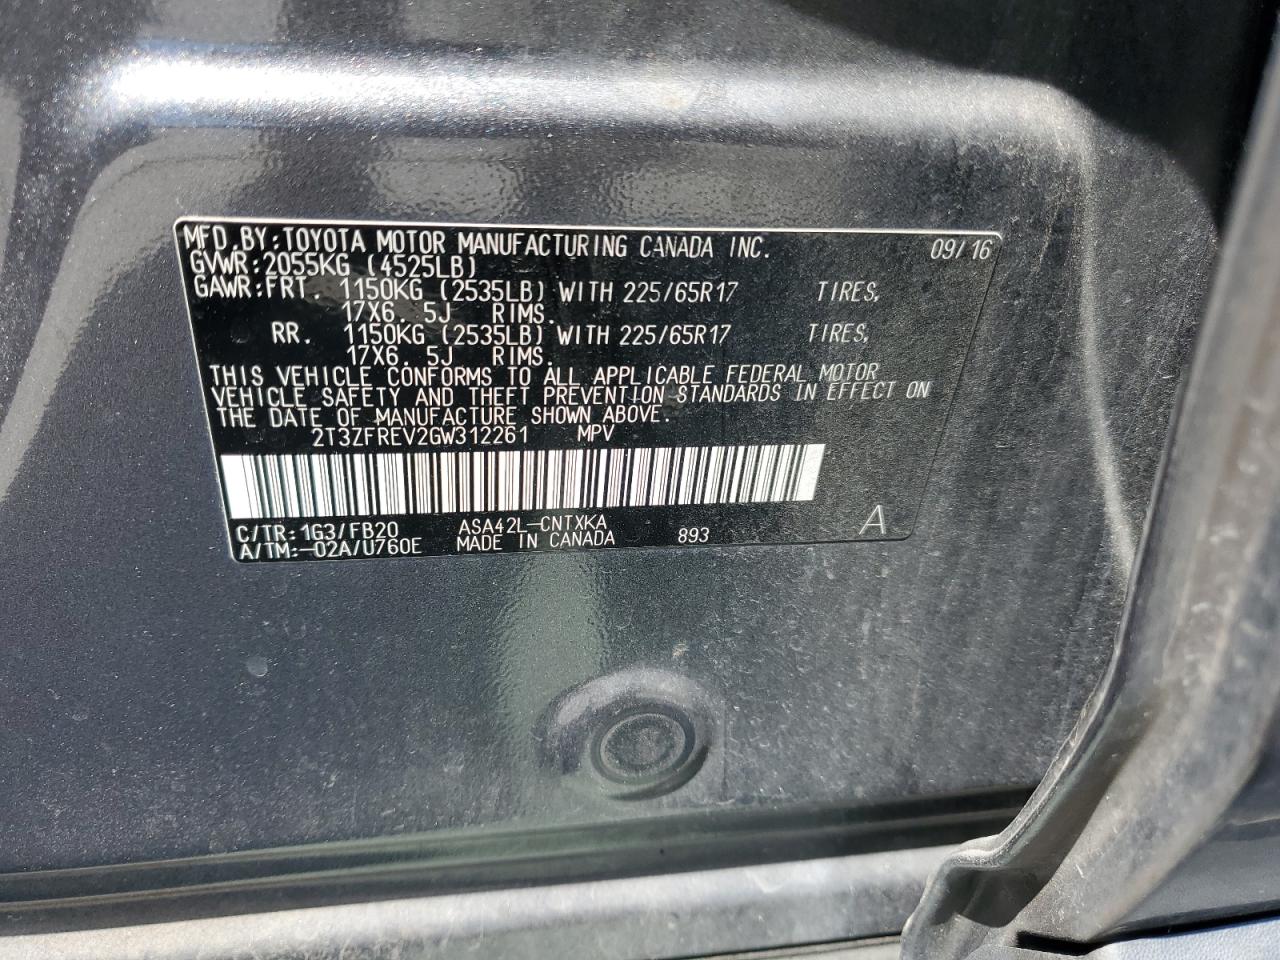 MFD.BY:TOYOTA MOTOR MANUFACTURING CANADA INC. 09/16
GVWR:2055KG (4525LB)
GAWR:FRT. 1150KG (2535LB) WITH 225/65R17 TIRES,
17X6.5J RIMS.
RR. 1150KG (2535LB) WITH 225/65R17 TIRES,
17X6.5J RIMS.
THIS VEHICLE CONFORMS TO ALL APPLICABLE FEDERAL MOTOR
VEHICLE SAFETY AND THEFT PREVENTION STANDARDS IN EFFECT ON
THE DATE OF MANUFACTURE SHOWN ABOVE.
2T3ZFREV2GW312261 MPV
C/TR:1G3/FB20 ASA42L-CNTXKA 893 A
A/TM:-02A/U760E MADE IN CANADA